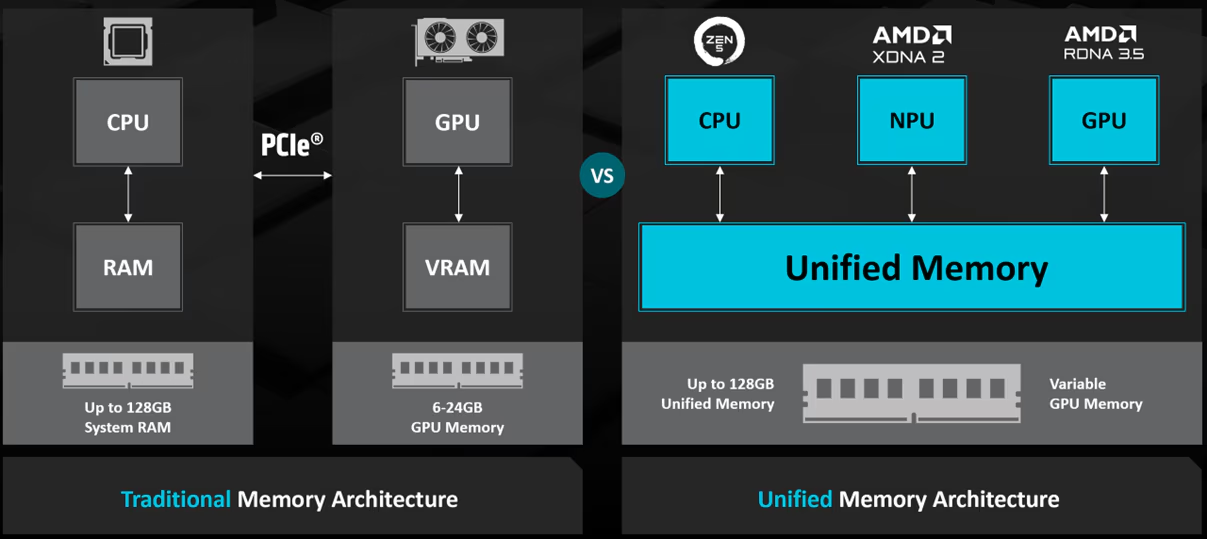 CPU
RAM
Up to 128GB
System RAM
PCIe®
GPU
VRAM
6-24GB
GPU Memory
Traditional Memory Architecture
VS
ZEN
5
AMD
XDNA 2
AMD
RDNA 3.5
CPU
NPU
GPU
Unified Memory
Up to 128GB
Unified Memory
Variable
GPU Memory
Unified Memory Architecture